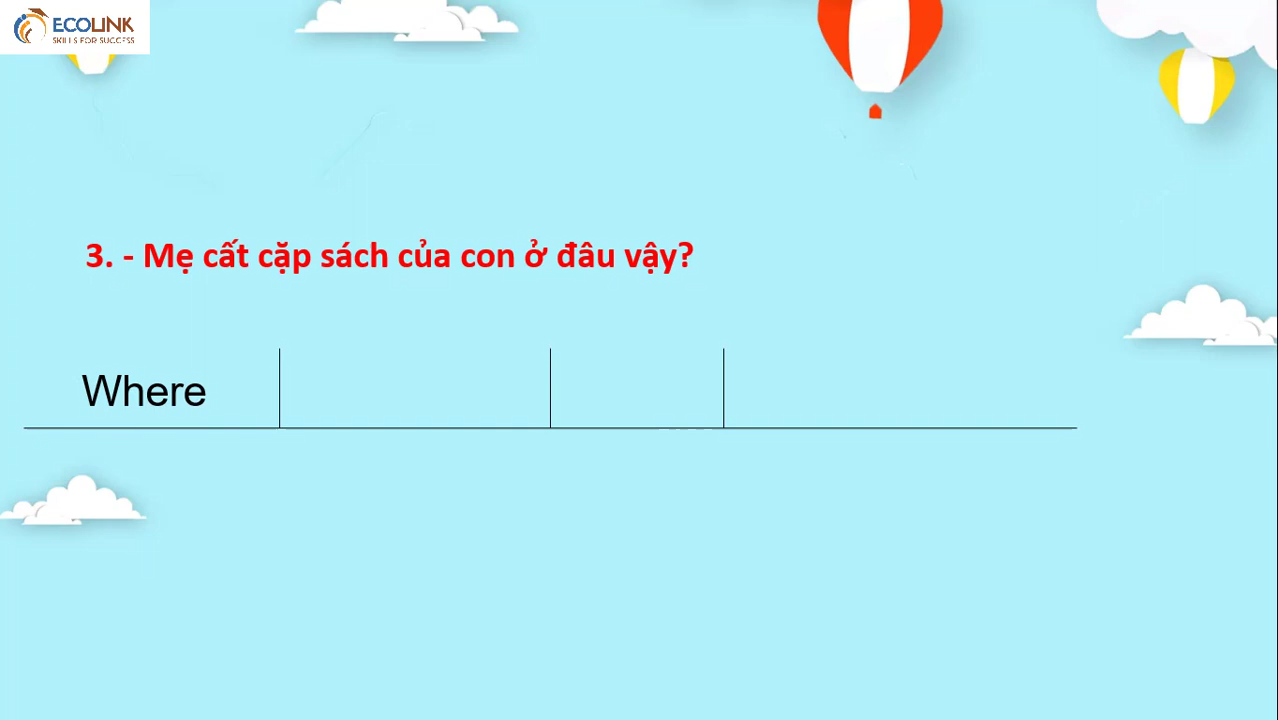 ECOLINK
SKILLS FOR SUCCESS
3. - Mẹ cất cặp sách của con ở đâu vậy?
Where